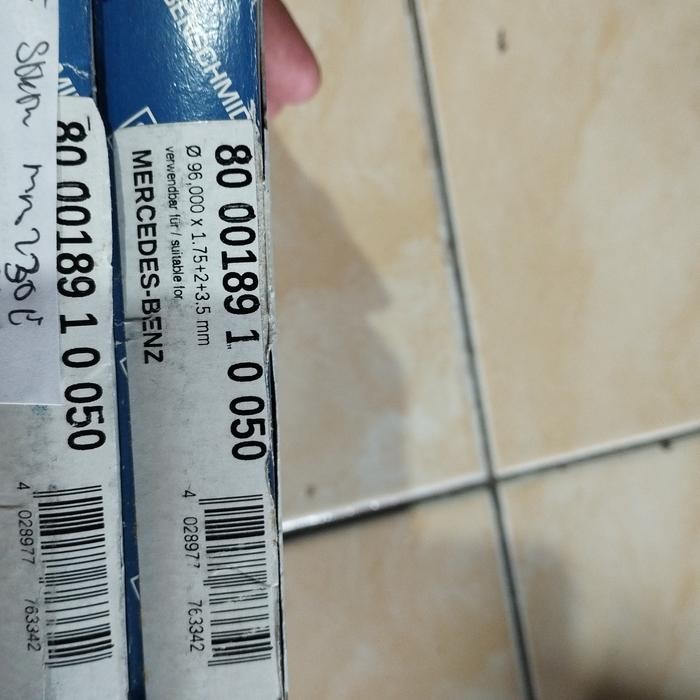 80 00189 1 0 050
Ø 96,000 x 1.75+2+3.5 mm
verwendbar für / suitable for
MERCEDES-BENZ
4 028977 763342
80 00189 1 0 050
4 028977 763342
230E